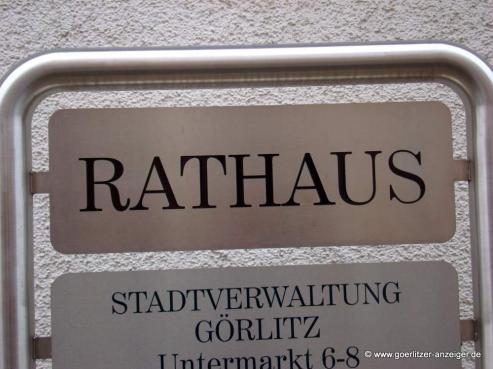 RATHAUS
STADTVERWALTUNG
GÖRLITZ
Untermarkt 6-8
© www.goerlitzer-anzeiger.de